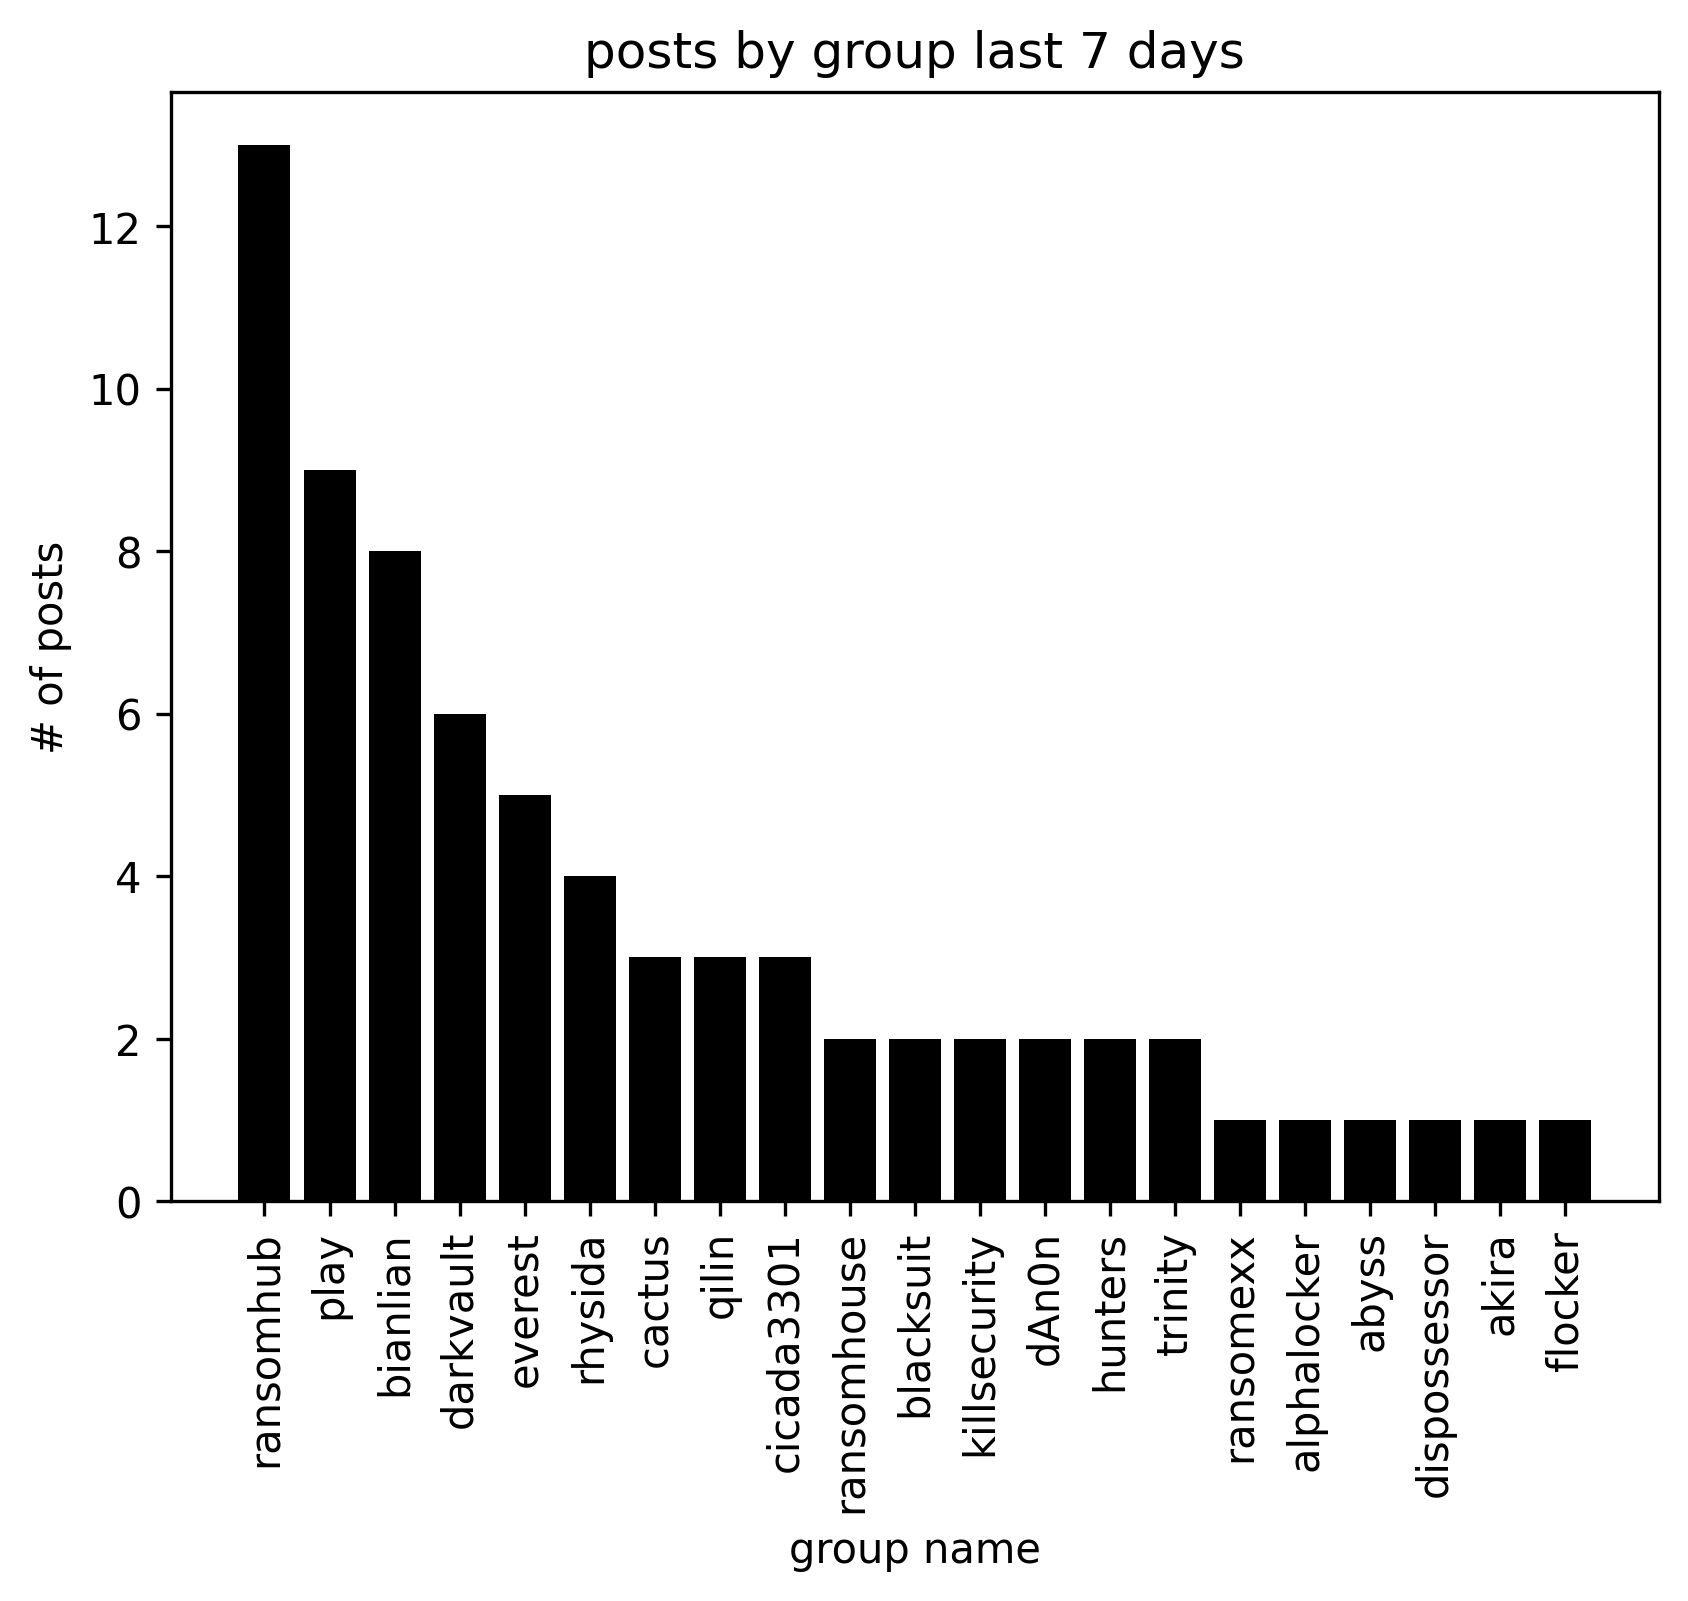 posts by group last 7 days
# of posts
12
10
8
6
4
2
0
ransomhub
play
bianlian
darkvault
everest
rhysida
cactus
qilin
cicada3301
ransomhouse
blacksuit
killsecurity
dAn0n
hunters
trinity
ransomexx
alphalocker
abyss
dispossessor
akira
flocker
group name